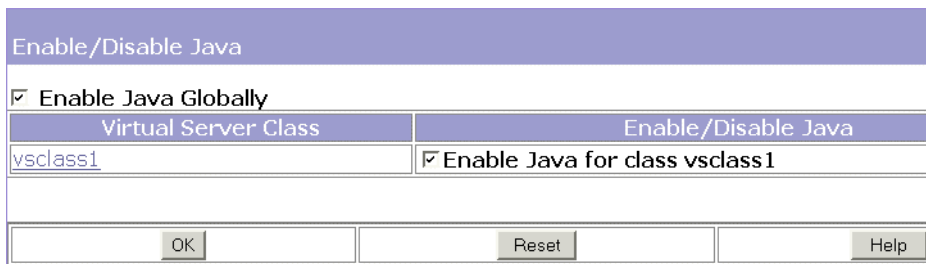 Enable/Disable Java
Enable Java Globally
Virtual Server Class Enable/Disable Java
vsclass1 Enable Java for class vsclass1
OK Reset Help